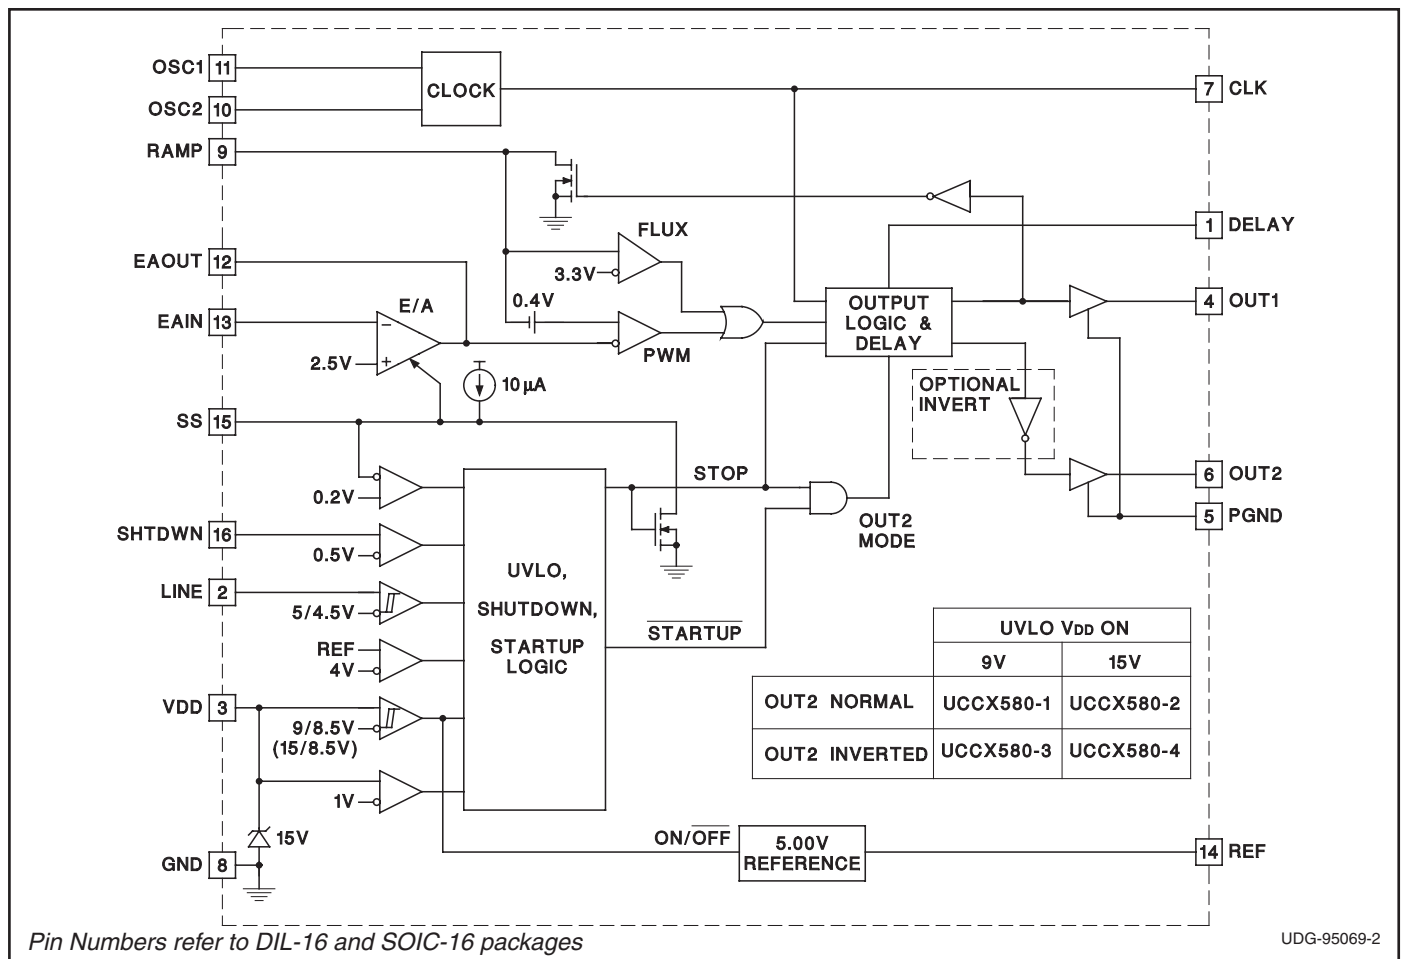 OSC1 11
CLOCK
7 CLK
OSC2 10
RAMP 9
1 DELAY
FLUX
EAOUT 12
3.3V
0.4V
E/A
OUTPUT
LOGIC &
DELAY
4 OUT1
EAIN 13
−
+
2.5V
PWM
10 µA
OPTIONAL
INVERT
SS 15
STOP
6 OUT2
0.2V
5 PGND
OUT2
MODE
SHTDWN 16
0.5V
UVLO,
SHUTDOWN,
STARTUP
LOGIC
LINE 2
5/4.5V
STARTUP
REF
4V
UVLO VDD ON
9V 15V
OUT2 NORMAL UCCX580-1 UCCX580-2
OUT2 INVERTED UCCX580-3 UCCX580-4
VDD 3
9/8.5V
(15/8.5V)
1V
15V
ON/OFF
5.00V
REFERENCE
14 REF
GND 8
Pin Numbers refer to DIL-16 and SOIC-16 packages
UDG-95069-2